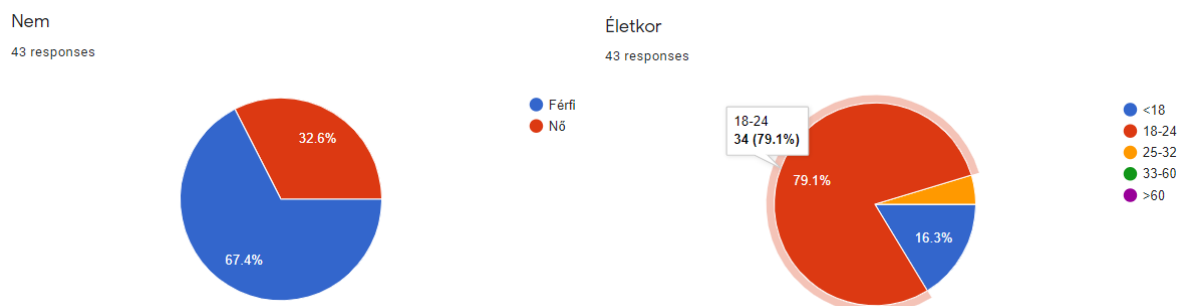 Nem
43 responses
Férfi
Nő
32.6%
67.4%
Életkor
43 responses
18-24
34 (79.1%)
79.1%
16.3%
<18
18-24
25-32
33-60
>60